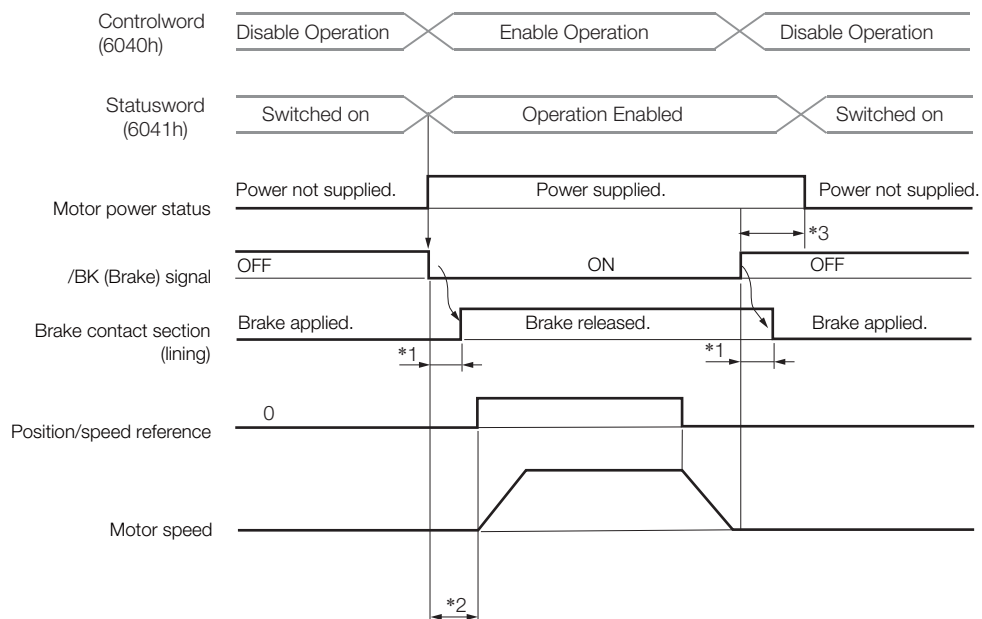 Controlword
(6040h)
Disable Operation
Enable Operation
Disable Operation
Statusword
(6041h)
Switched on
Operation Enabled
Switched on
Motor power status
Power not supplied.
Power supplied.
Power not supplied.
*3
/BK (Brake) signal
OFF
ON
OFF
Brake contact section
(lining)
Brake applied.
Brake released.
Brake applied.
*1
*1
Position/speed reference
0
Motor speed
*2